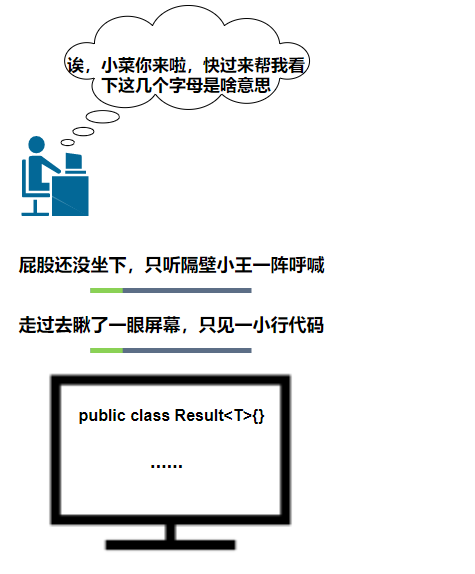 诶，小菜你来啦，快过来帮我看
下这几个字母是啥意思
屁股还没坐下，只听隔壁小王一阵呼喊
走过去瞅了一眼屏幕，只见一小行代码
public class Result<T>{}
......